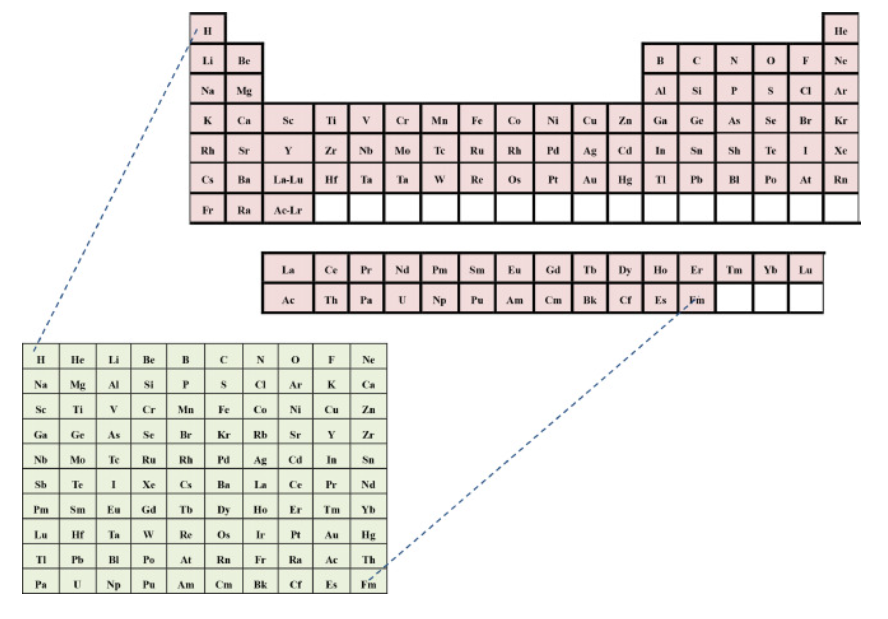 H He
Li Be B C N O F Ne
Na Mg Al Si P S Cl Ar
K Ca Sc Ti V Cr Mn Fe Co Ni Cu Zn Ga Ge As Se Br Kr
Rh Sr Y Zr Nb Mo Tc Ru Rh Pd Ag Cd In Sn Sh Te I Xe
Cs Ba La-Lu Hf Ta Ta W Re Os Pt Au Hg Tl Pb BI Po At Rn
Fr Ra Ac-Lr
La Ce Pr Nd Pm Sm Eu Gd Tb Dy Ho Er Tm Yb Lu
Ac Th Pa U Np Pu Am Cm Bk Cf Es Fm
H He Li Be B C N O F Ne
Na Mg Al Si P S Cl Ar K Ca
Sc Ti V Cr Mn Fe Co Ni Cu Zn
Ga Ge As Se Br Kr Rb Sr Y Zr
Nb Mo Tc Ru Rh Pd Ag Cd In Sn
Sb Te I Xe Cs Ba La Ce Pr Nd
Pm Sm Eu Gd Tb Dy Ho Er Tm Yb
Lu Hf Ta W Re Os Ir Pt Au Hg
Tl Pb BI Po At Rn Fr Ra Ac Th
Pa U Np Pu Am Cm Bk Cf Es Fm